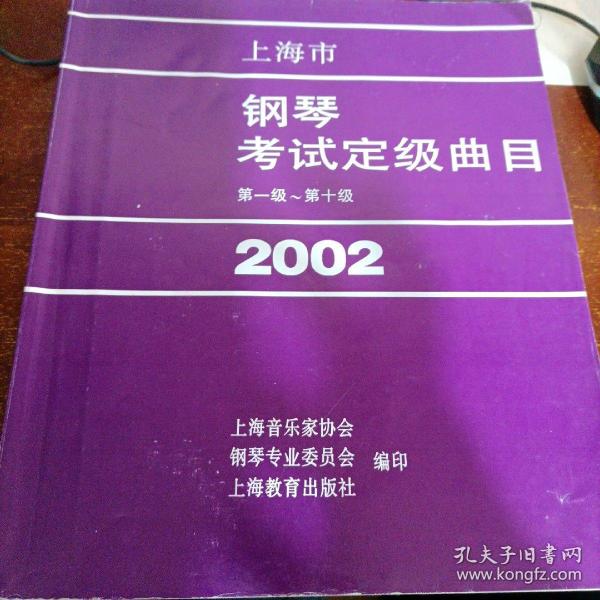 上海市
钢琴
考试定级曲目
第一级~第十级
2002
上海音乐家协会
钢琴专业委员会 编印
上海教育出版社
孔夫子旧书网
www.kongfz.com